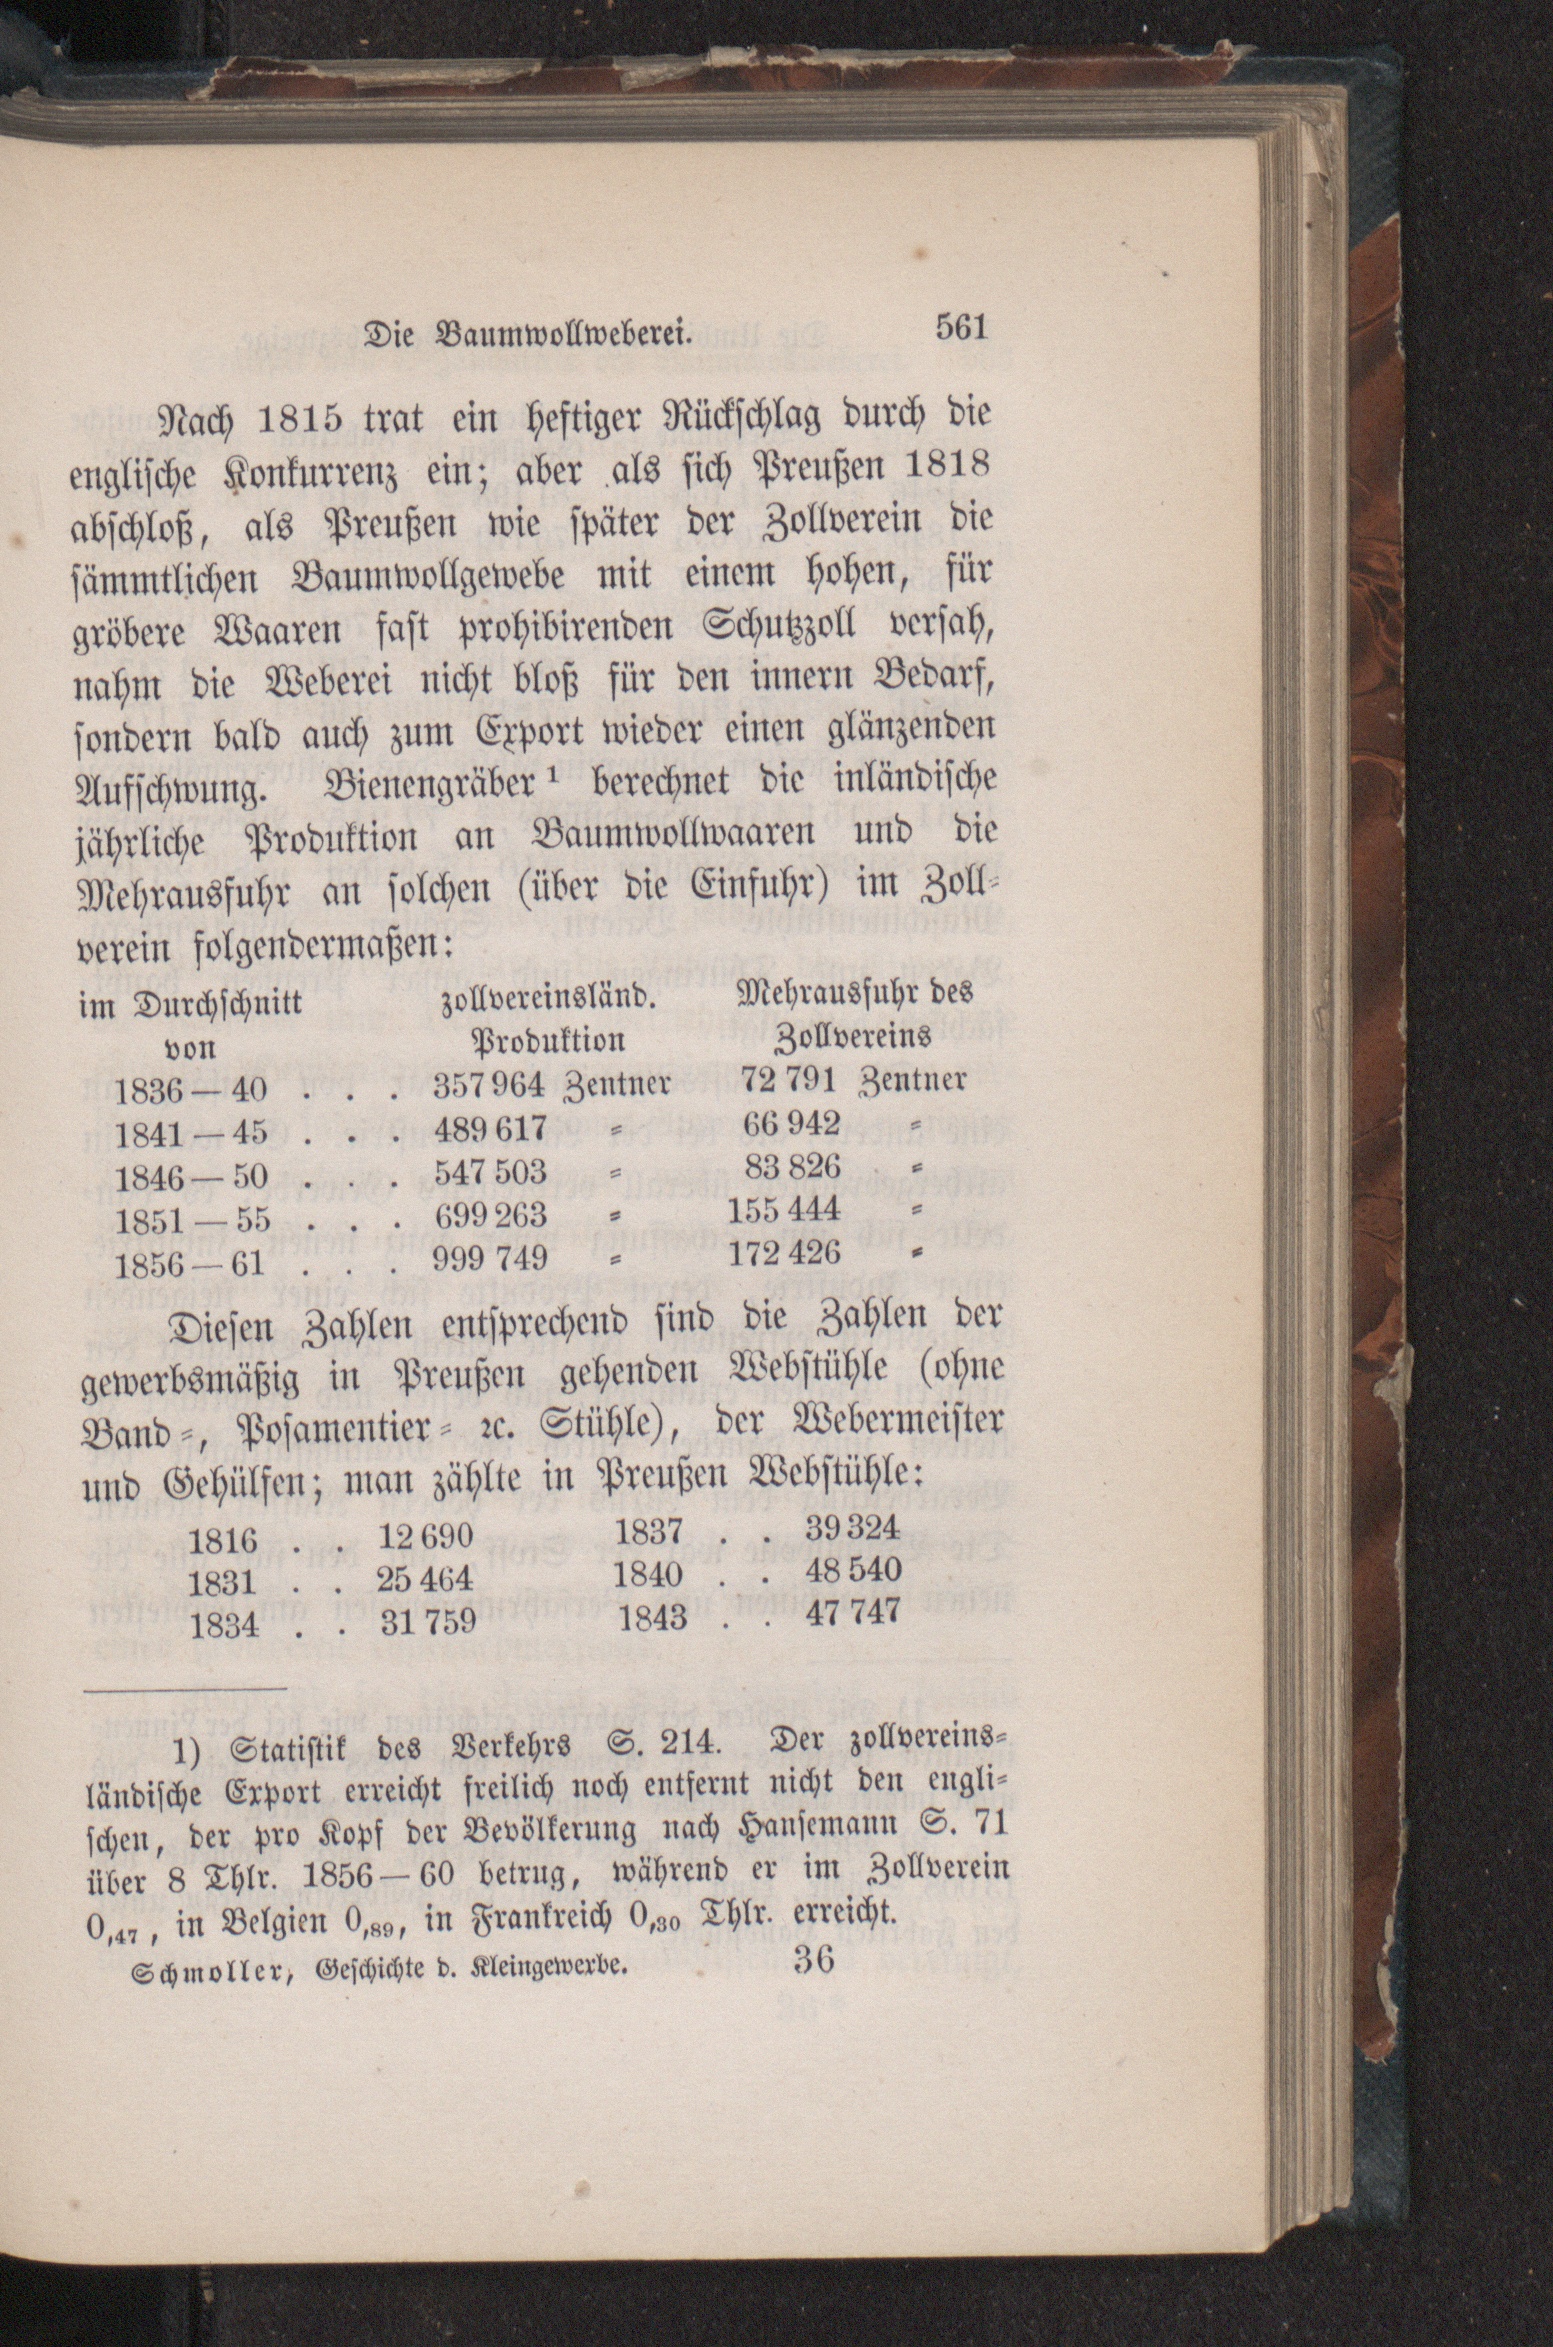 Die Baumwollweberei. 561
Nach 1815 trat ein heftiger Rückſchlag durch die
engliſche Konkurrenz ein; aber als ſich Preußen 1818
abſchloß, als Preußen wie ſpäter der Zollverein die
ſämmtlichen Baumwollgewebe mit einem hohen, für
gröbere Waaren faſt prohibirenden Schutzzoll verſah,
nahm die Weberei nicht bloß für den innern Bedarf,
ſondern bald auch zum Export wieder einen glänzenden
Aufſchwung. Bienengräber ¹ berechnet die inländiſche
jährliche Produktion an Baumwollwaaren und die
Mehrausfuhr an ſolchen (über die Einfuhr) im Zoll-
verein folgendermaßen:
im Durchſchnitt zollvereinsländ. Mehrausfuhr des
von Produktion Zollvereins
1836 — 40 . . . 357 964 Zentner 72 791 Zentner
1841 — 45 . . . 489 617 = 66 942 =
1846 — 50 . . . 547 503 = 83 826 =
1851 — 55 . . . 699 263 = 155 444 =
1856 — 61 . . . 999 749 = 172 426 =
Dieſen Zahlen entſprechend ſind die Zahlen der
gewerbsmäßig in Preußen gehenden Webſtühle (ohne
Band-, Poſamentier- ꝛc. Stühle), der Webermeiſter
und Gehülfen; man zählte in Preußen Webſtühle:
1816 . . 12 690 1837 . . 39 324
1831 . . 25 464 1840 . . 48 540
1834 . . 31 759 1843 . . 47 747
1) Statiſtik des Verkehrs S. 214. Der zollvereins-
ländiſche Export erreicht freilich noch entfernt nicht den engli-
ſchen, der pro Kopf der Bevölkerung nach Hanſemann S. 71
über 8 Thlr. 1856 — 60 betrug, während er im Zollverein
0,₄₇, in Belgien 0,₈₉, in Frankreich 0,₃₀ Thlr. erreicht.
Schmoller, Geſchichte d. Kleingewerbe. 36